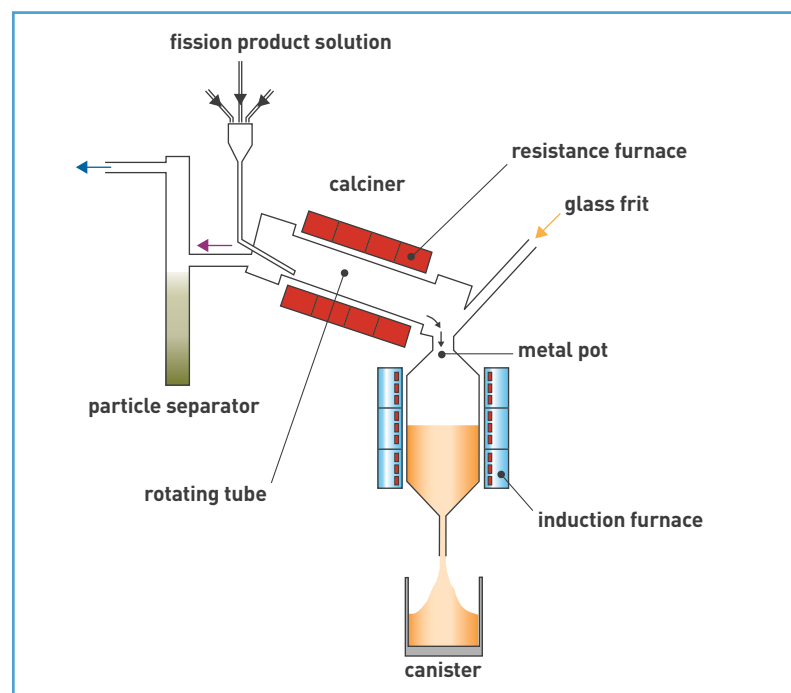 fission product solution
resistance furnace
calciner
glass frit
metal pot
particle separator
rotating tube
induction furnace
canister